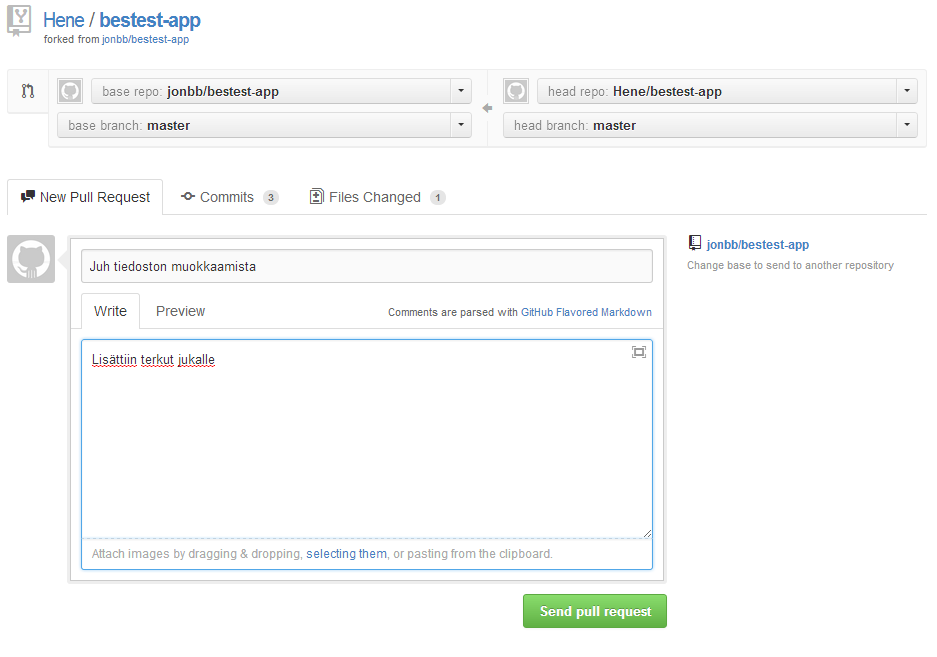 Hene / bestest-app
forked from jonbb/bestest-app
base repo: jonbb/bestest-app
head repo: Hene/bestest-app
base branch: master
head branch: master
New Pull Request
Commits 3
Files Changed 1
Juh tiedoston muokkaamista
jonbb/bestest-app
Change base to send to another repository
Write
Preview
Comments are parsed with GitHub Flavored Markdown
Lisättiin terkut jukalle
Attach images by dragging & dropping, selecting them, or pasting from the clipboard.
Send pull request